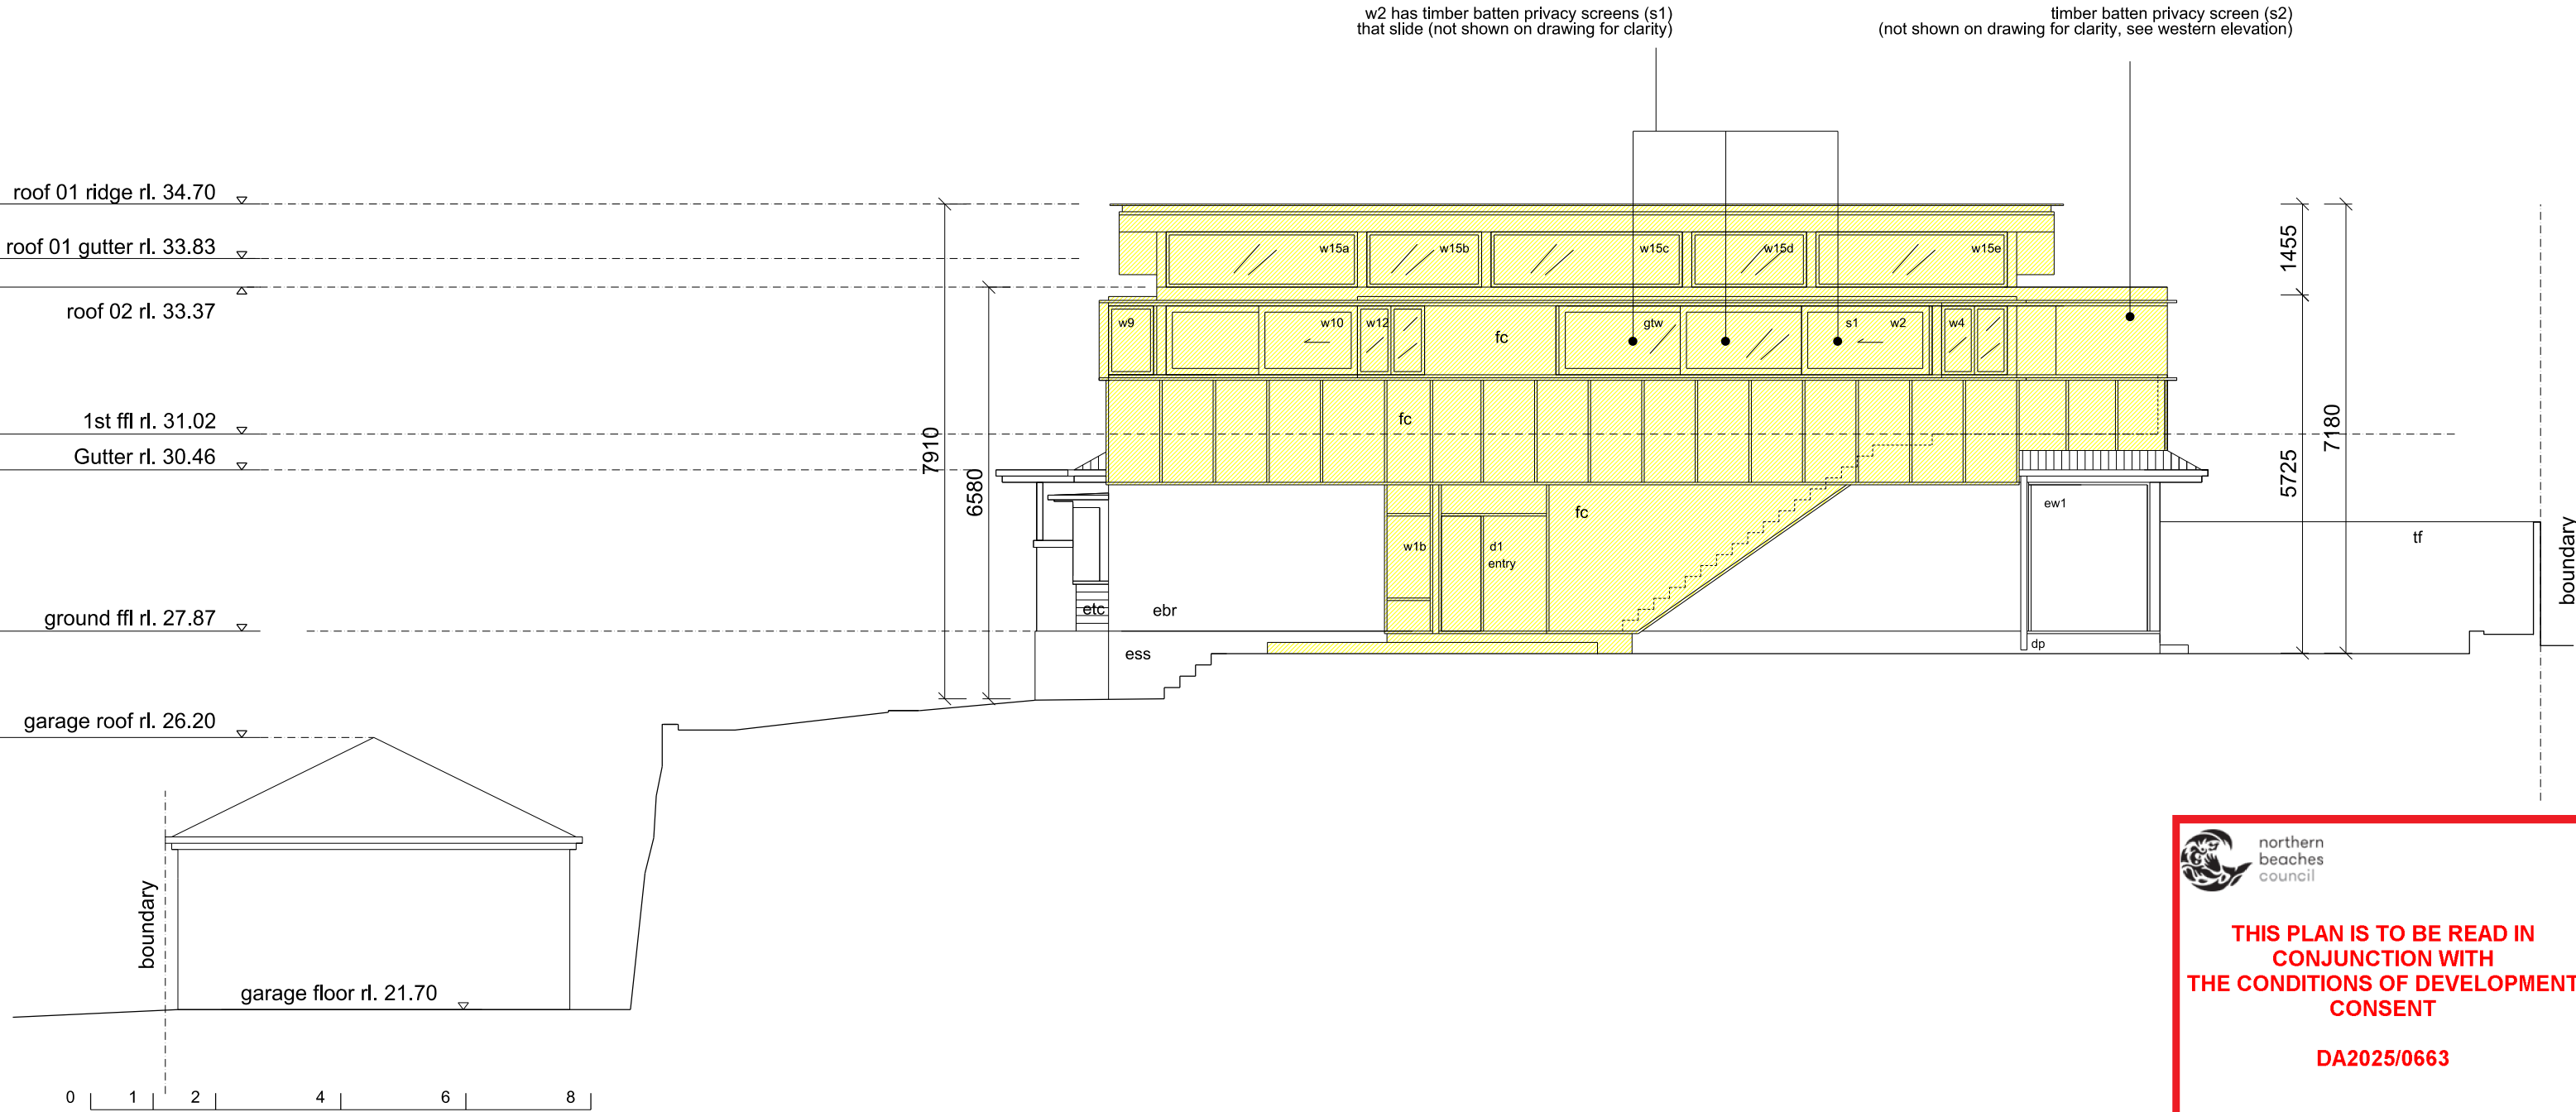 w2 has timber batten privacy screens (s1)
that slide (not shown on drawing for clarity)
timber batten privacy screen (s2)
(not shown on drawing for clarity, see western elevation)
roof 01 ridge rl. 34.70
roof 01 gutter rl. 33.83
roof 02 rl. 33.37
1st ffl rl. 31.02
Gutter rl. 30.46
ground ffl rl. 27.87
garage roof rl. 26.20
garage floor rl. 21.70
boundary
7910
6580
w15a
w15b
w15c
w15d
w15e
w9
w10
w12
fc
gtw
s1
w2
w4
fc
fc
w1b
d1
entry
etc
ebr
ess
ew1
dp
tf
1455
5725
7180
boundary
0 1 2 4 6 8
northern
beaches
council
THIS PLAN IS TO BE READ IN
CONJUNCTION WITH
THE CONDITIONS OF DEVELOPMENT
CONSENT
DA2025/0663